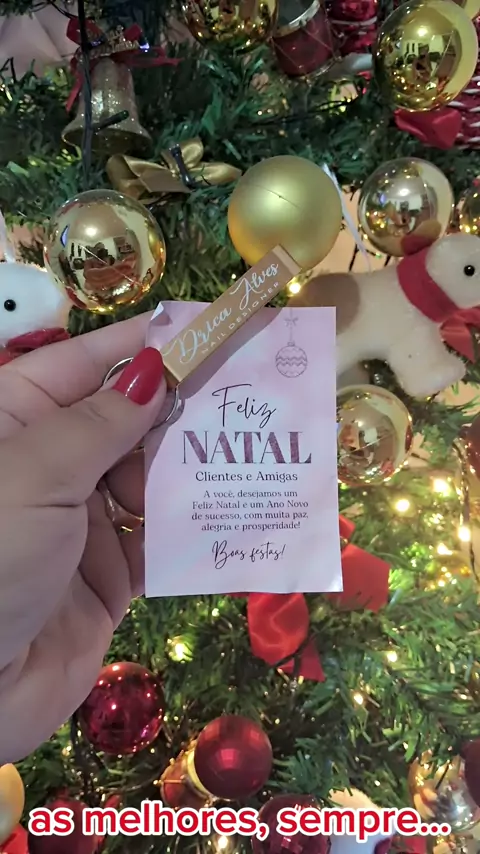 Drica Alves
NAIL DESIGNER
Feliz
NATAL
Clientes e Amigas
A você, desejamos um
Feliz Natal e um Ano Novo
de sucesso, com muita paz,
alegria e prosperidade!
Boas festas!
as melhores, sempre...